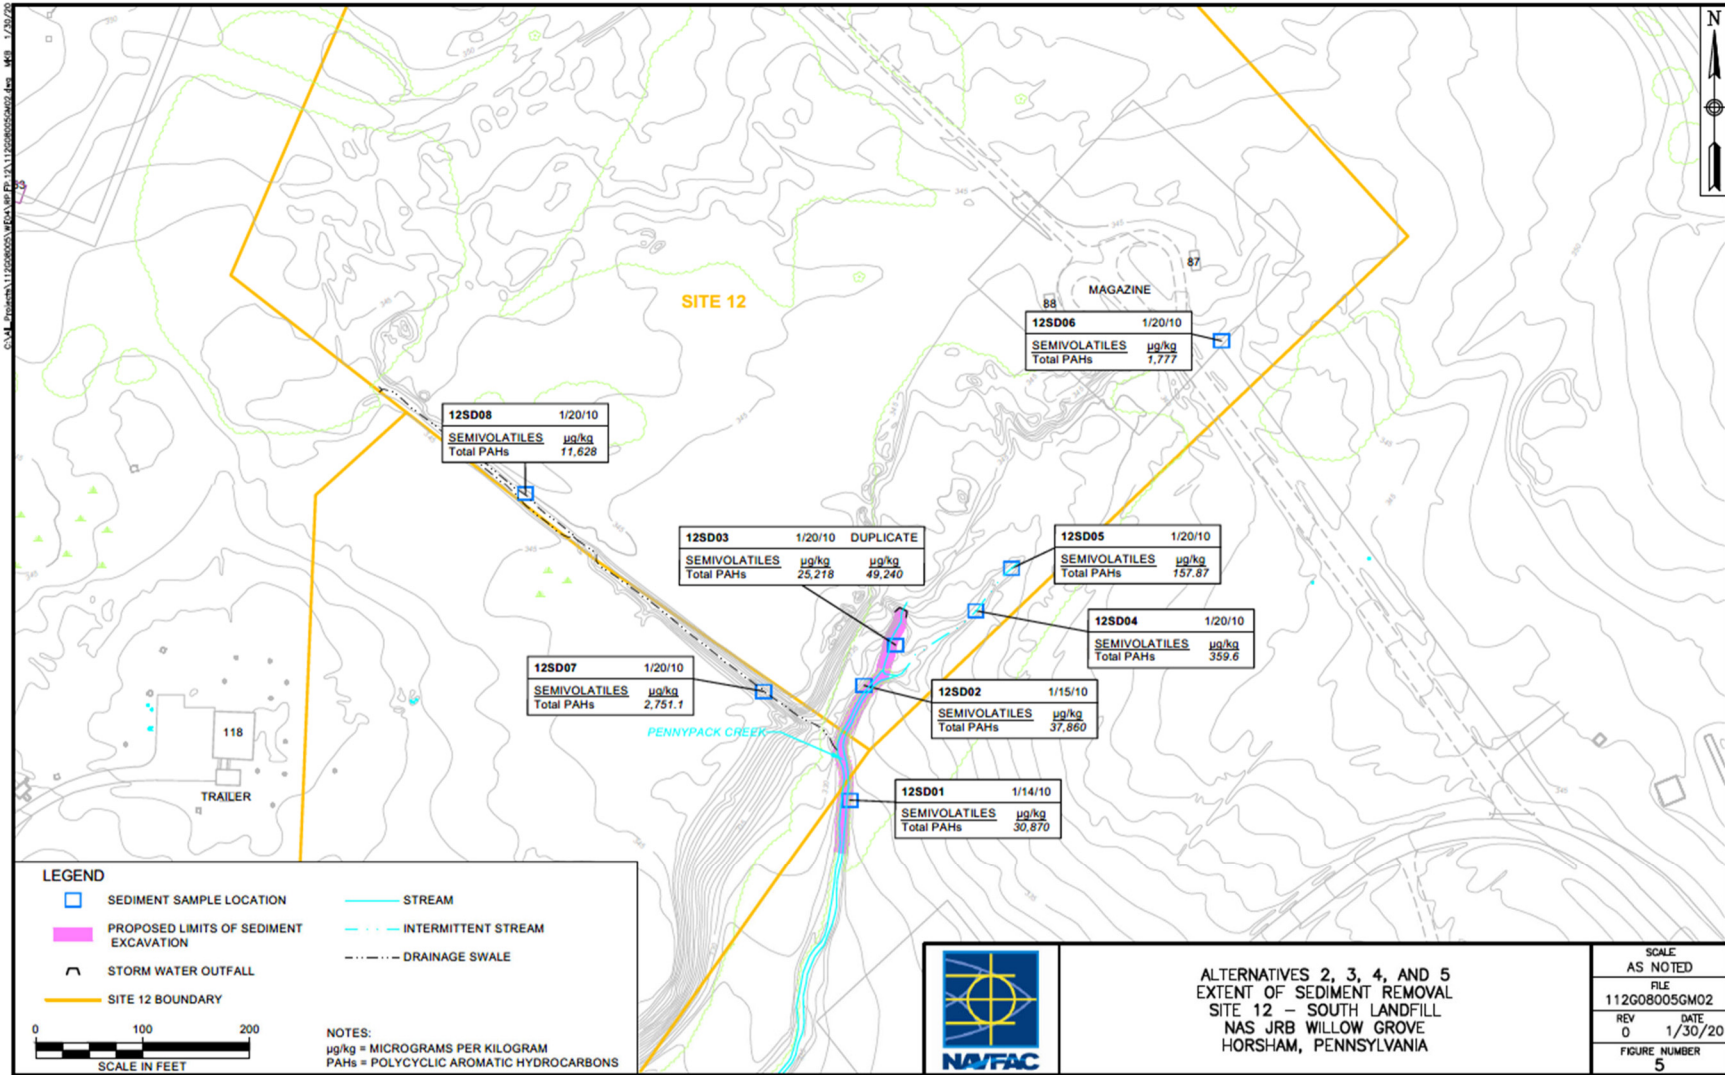 N
SITE 12
MAGAZINE
87
88
12SD06 1/20/10
SEMIVOLATILES µg/kg
Total PAHs 1,777
12SD08 1/20/10
SEMIVOLATILES µg/kg
Total PAHs 11,628
12SD03 1/20/10 DUPLICATE
SEMIVOLATILES µg/kg µg/kg
Total PAHs 25,218 49,240
12SD05 1/20/10
SEMIVOLATILES µg/kg
Total PAHs 157.87
12SD04 1/20/10
SEMIVOLATILES µg/kg
Total PAHs 359.6
12SD07 1/20/10
SEMIVOLATILES µg/kg
Total PAHs 2,751.1
12SD02 1/15/10
SEMIVOLATILES µg/kg
Total PAHs 37,860
PENNYPACK CREEK
118
TRAILER
12SD01 1/14/10
SEMIVOLATILES µg/kg
Total PAHs 30,870
LEGEND
SEDIMENT SAMPLE LOCATION
PROPOSED LIMITS OF SEDIMENT
EXCAVATION
STORM WATER OUTFALL
SITE 12 BOUNDARY
STREAM
INTERMITTENT STREAM
DRAINAGE SWALE
0 100 200
SCALE IN FEET
NOTES:
µg/kg = MICROGRAMS PER KILOGRAM
PAHs = POLYCYCLIC AROMATIC HYDROCARBONS
NAVFAC
ALTERNATIVES 2, 3, 4, AND 5
EXTENT OF SEDIMENT REMOVAL
SITE 12 – SOUTH LANDFILL
NAS JRB WILLOW GROVE
HORSHAM, PENNSYLVANIA
SCALE
AS NOTED
FILE
112G08005GM02
REV DATE
0 1/30/20
FIGURE NUMBER
5